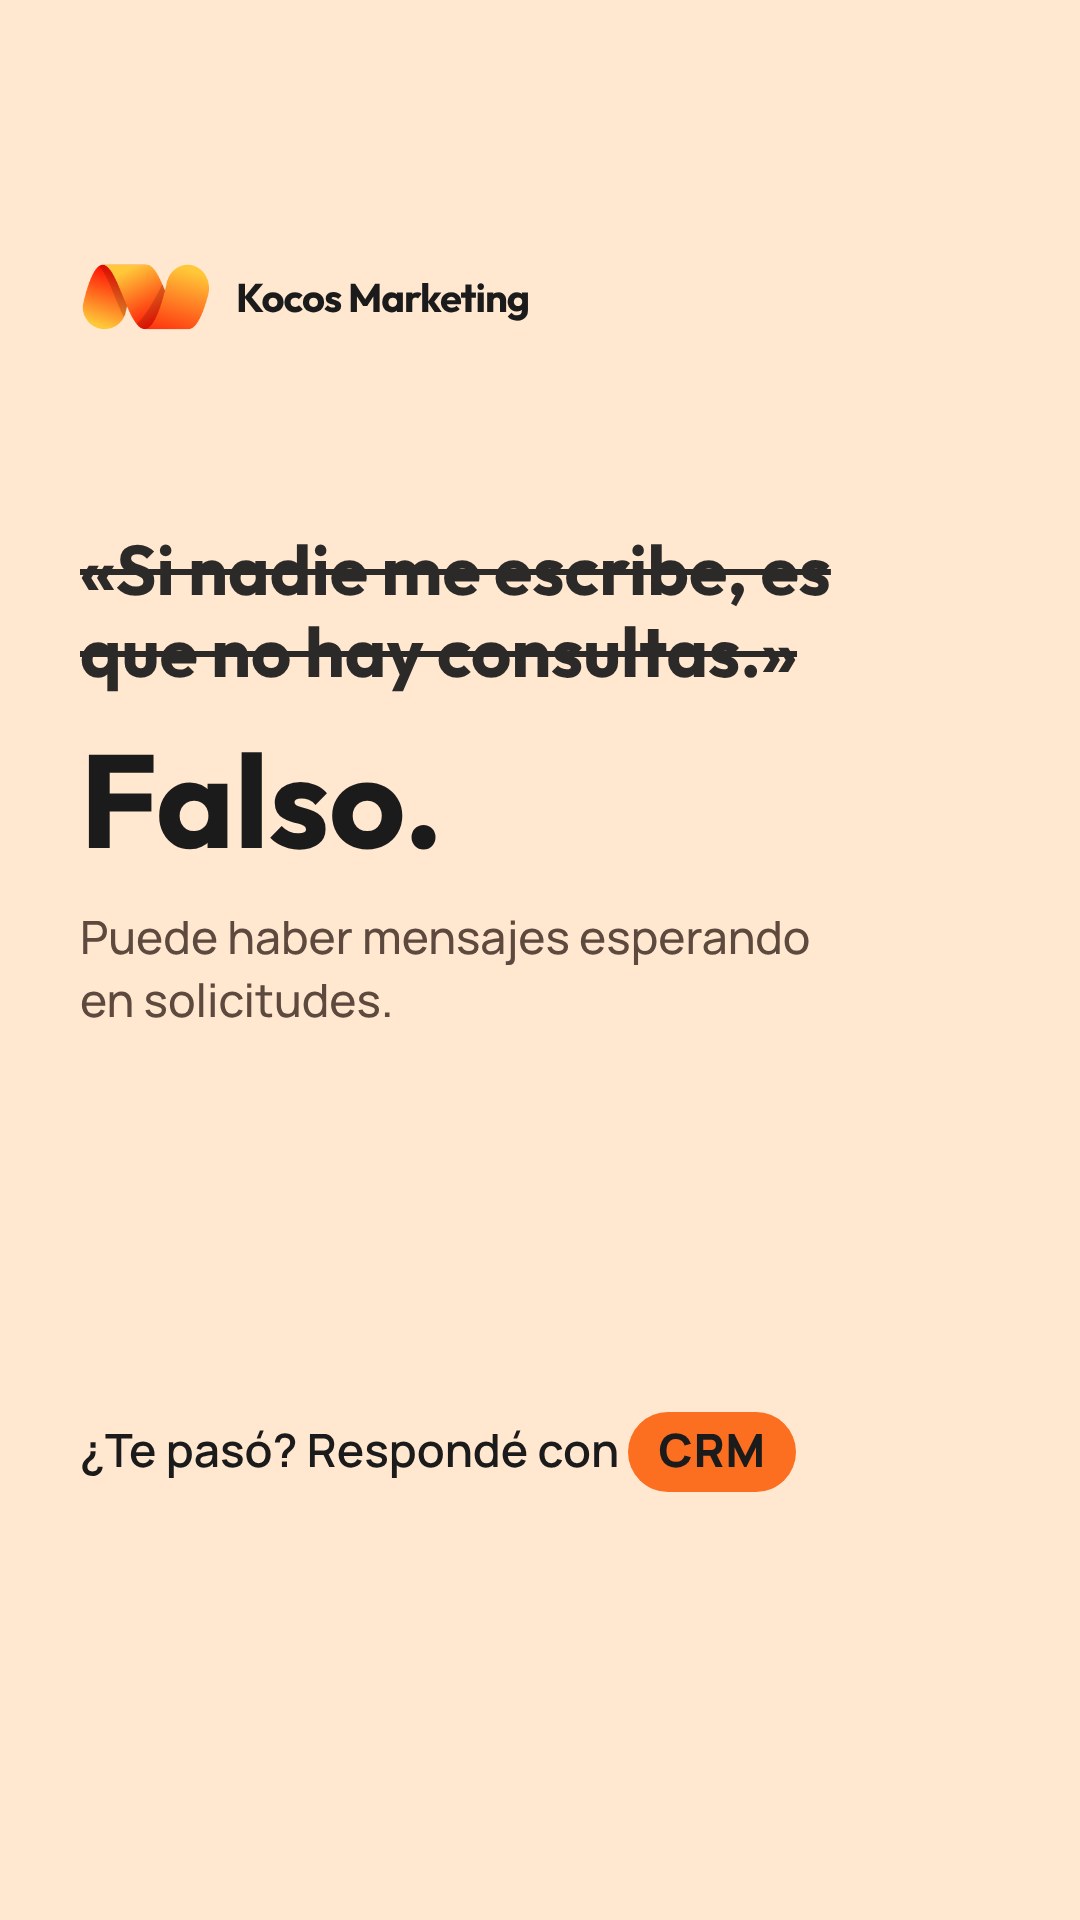 Kocos Marketing
«Si nadie me escribe, es
que no hay consultas.»
Falso.
Puede haber mensajes esperando
en solicitudes.
¿Te pasó? Respondé con CRM